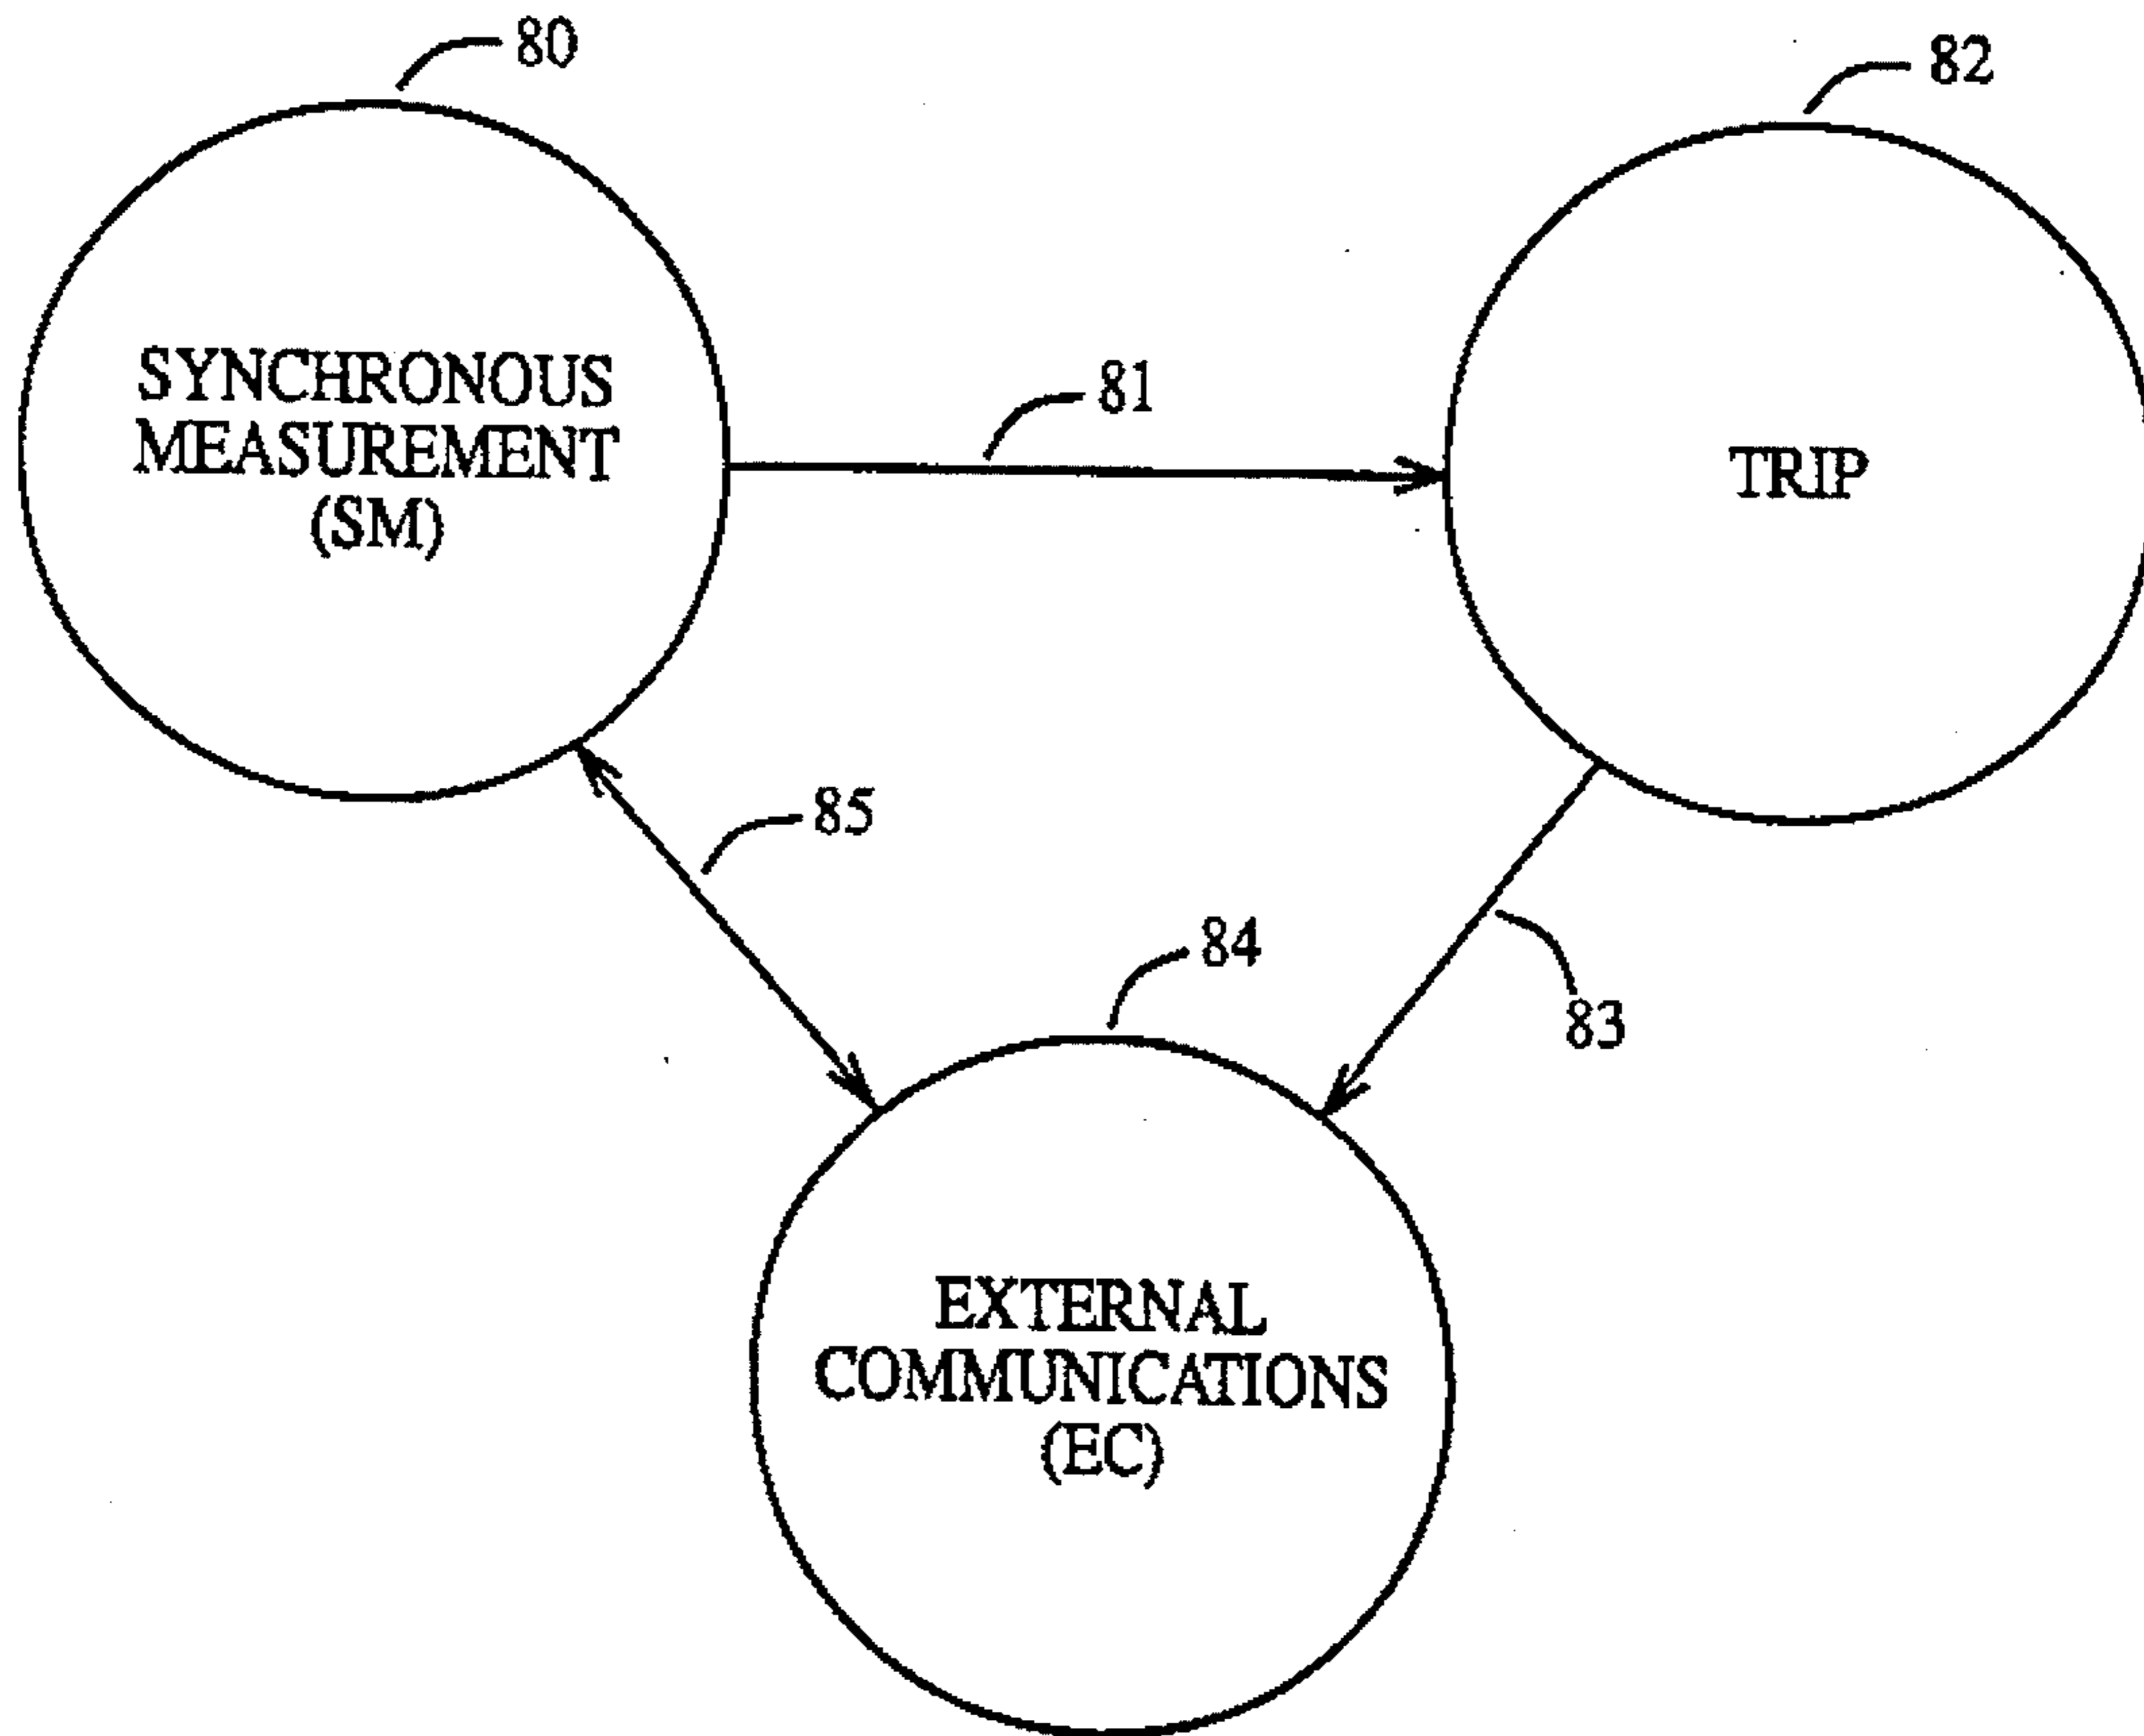 80
82
SYNCHRONOUS
MEASUREMENT
(SM)
81
TRIP
85
84
83
EXTERNAL
COMMUNICATIONS
(EC)